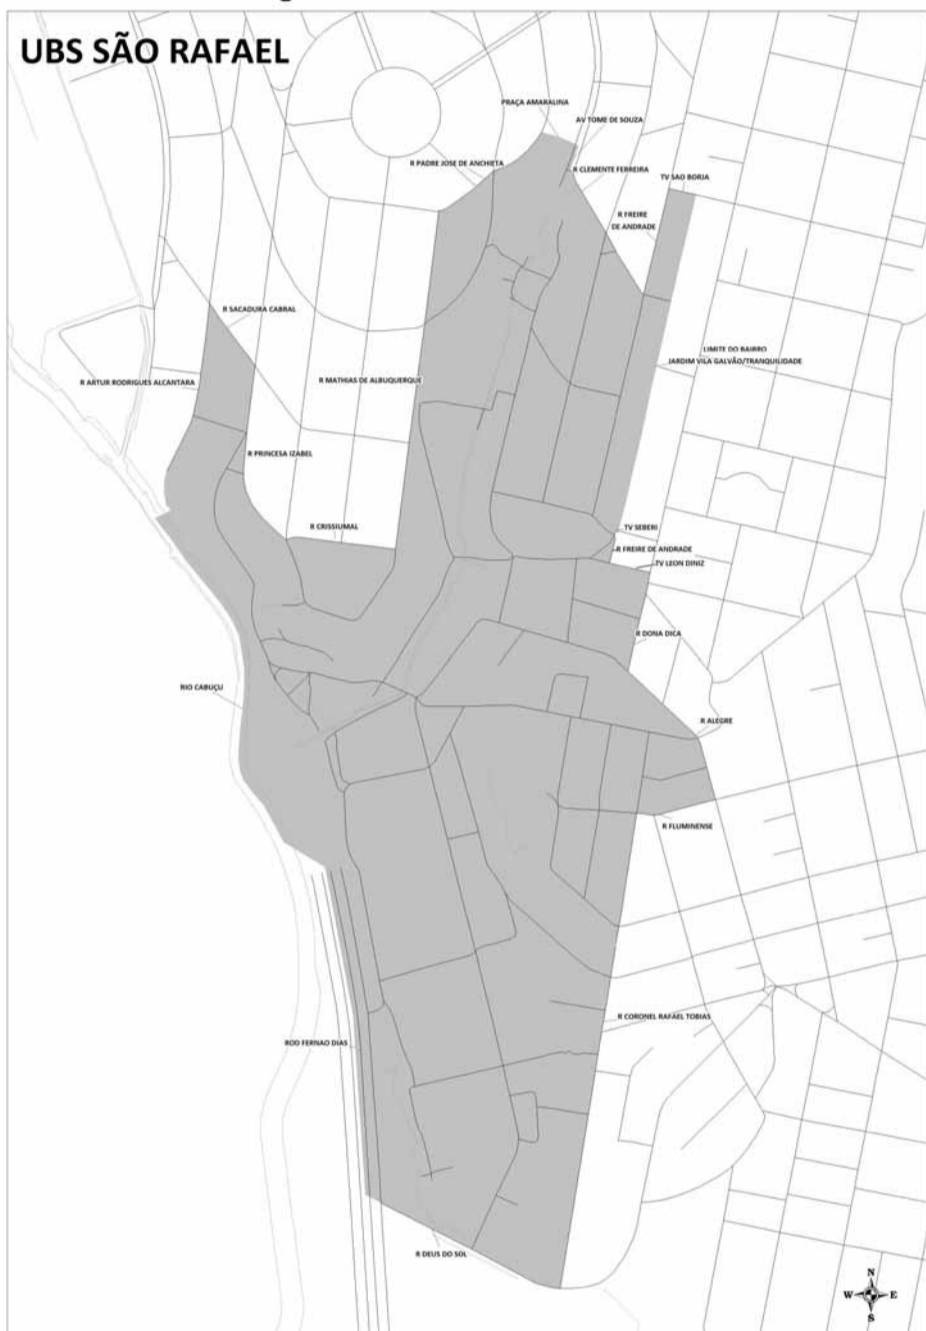 UBS SÃO RAFAEL
PRAÇA AMARALINA
AV TOME DE SOUZA
R PADRE JOSE DE ANCHIETA
R CLEMENTE FERREIRA
TV SAO BORJA
R FREIRE
DE ANDRADE
R SACADURA CABRAL
LIMITE DO BAIRRO
JARDIM VILA GALVÃO/TRANQUILIDADE
R ARTUR RODRIGUES ALCANTARA
R MATHIAS DE ALBUQUERQUE
R PRINCESA IZABEL
R CRISSIUMAL
TV SEBERI
R FREIRE DE ANDRADE
TV LEON DINIZ
R DONA DICA
RIO CABUÇU
R ALEGRE
R FLUMINENSE
R CORONEL RAFAEL TOBIAS
ROD FERNAO DIAS
R DEUS DO SOL
N
W E
S